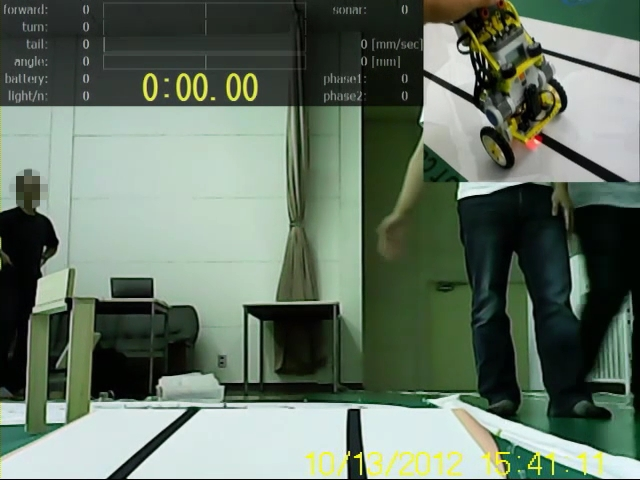 forward: 0 sonar: 0
turn: 0
tail: 0 0 [mm/sec]
angle: 0 0 [mm]
battery: 0 0:00.00 phase1: 0
light/n: 0 phase2: 0
10/13/2012 15:41:11